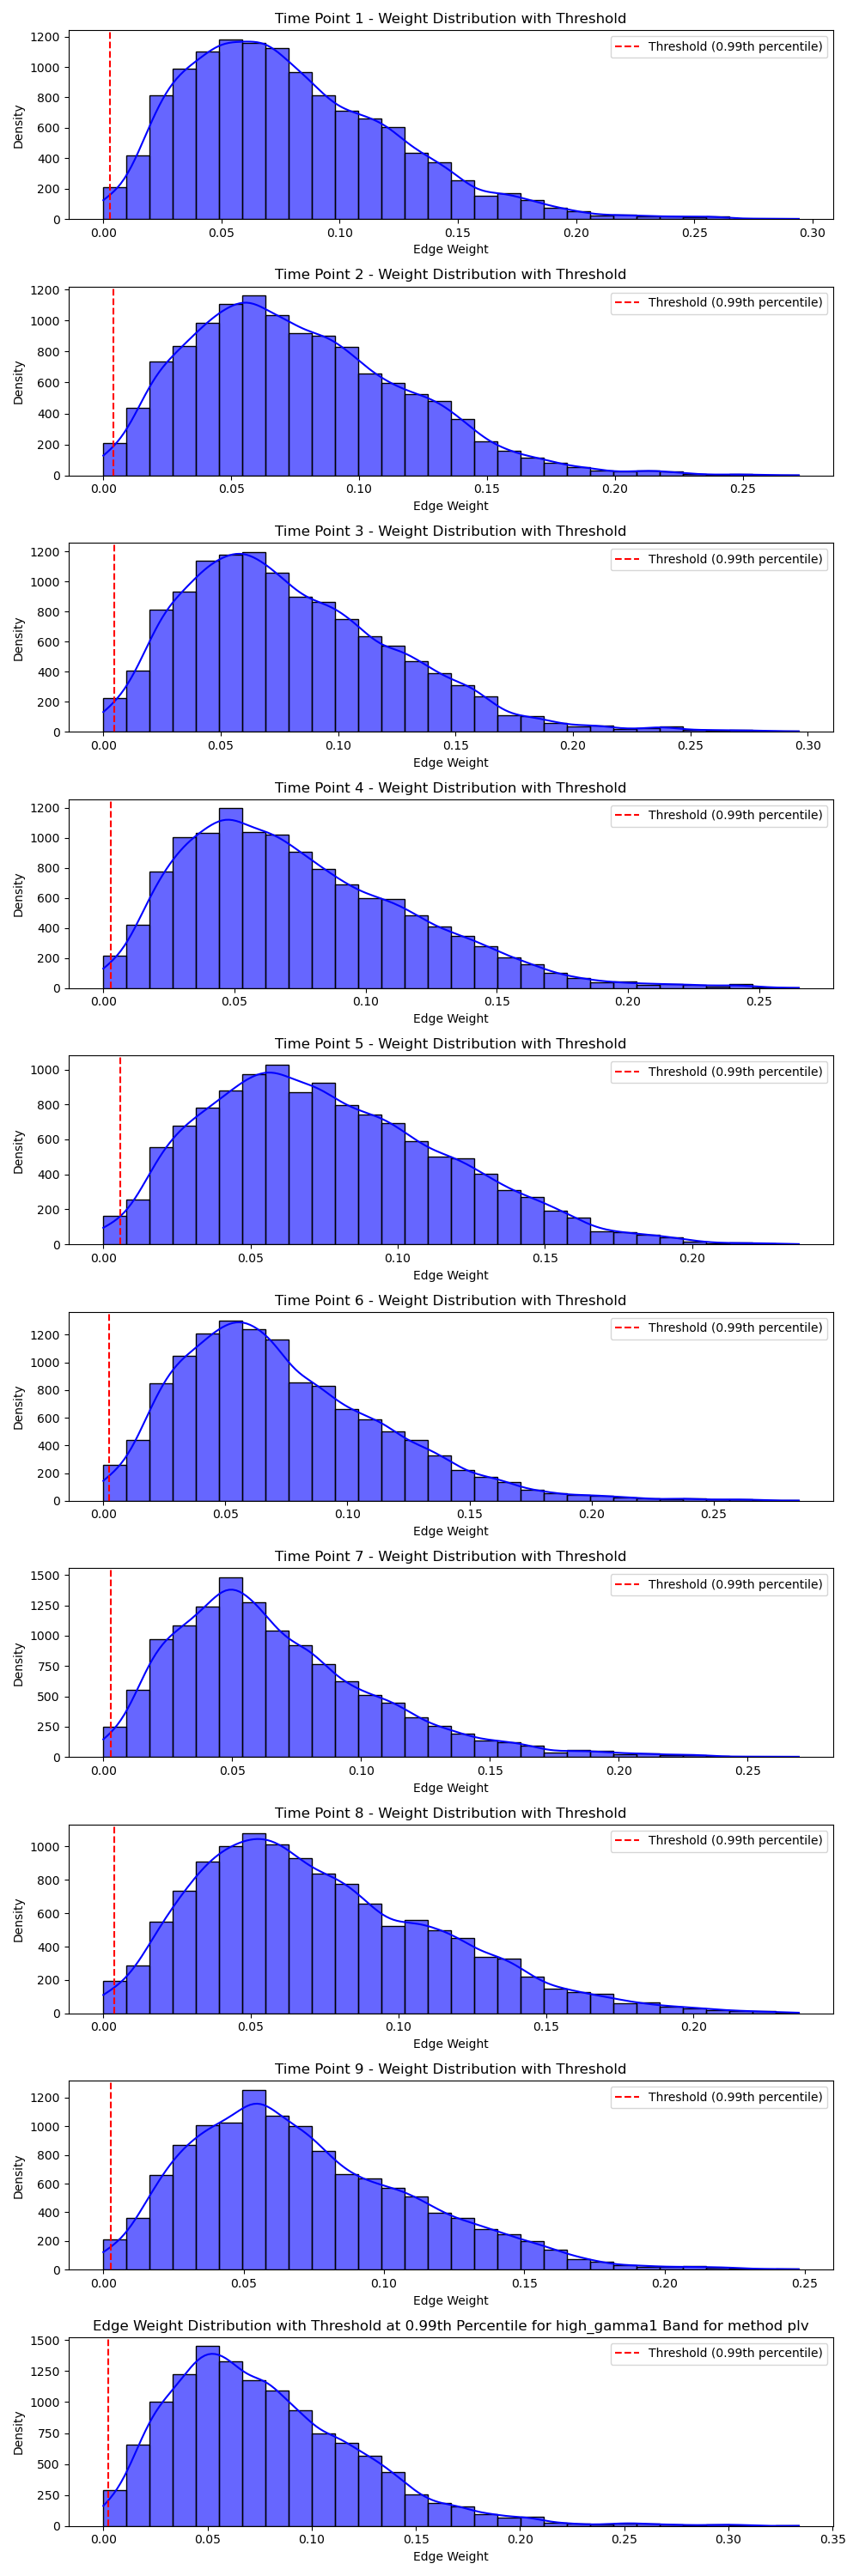 Time Point 1 - Weight Distribution with Threshold
1200
1000
800
600
400
200
0
Density
Threshold (0.99th percentile)
0.00 0.05 0.10 0.15 0.20 0.25 0.30
Edge Weight
Time Point 2 - Weight Distribution with Threshold
1200
1000
800
600
400
200
0
Density
Threshold (0.99th percentile)
0.00 0.05 0.10 0.15 0.20 0.25
Edge Weight
Time Point 3 - Weight Distribution with Threshold
1200
1000
800
600
400
200
0
Density
Threshold (0.99th percentile)
0.00 0.05 0.10 0.15 0.20 0.25 0.30
Edge Weight
Time Point 4 - Weight Distribution with Threshold
1200
1000
800
600
400
200
0
Density
Threshold (0.99th percentile)
0.00 0.05 0.10 0.15 0.20 0.25
Edge Weight
Time Point 5 - Weight Distribution with Threshold
1000
800
600
400
200
0
Density
Threshold (0.99th percentile)
0.00 0.05 0.10 0.15 0.20
Edge Weight
Time Point 6 - Weight Distribution with Threshold
1200
1000
800
600
400
200
0
Density
Threshold (0.99th percentile)
0.00 0.05 0.10 0.15 0.20 0.25
Edge Weight
Time Point 7 - Weight Distribution with Threshold
1500
1250
1000
750
500
250
0
Density
Threshold (0.99th percentile)
0.00 0.05 0.10 0.15 0.20 0.25
Edge Weight
Time Point 8 - Weight Distribution with Threshold
1000
800
600
400
200
0
Density
Threshold (0.99th percentile)
0.00 0.05 0.10 0.15 0.20
Edge Weight
Time Point 9 - Weight Distribution with Threshold
1200
1000
800
600
400
200
0
Density
Threshold (0.99th percentile)
0.00 0.05 0.10 0.15 0.20 0.25
Edge Weight
Edge Weight Distribution with Threshold at 0.99th Percentile for high_gamma1 Band for method plv
1500
1250
1000
750
500
250
0
Density
Threshold (0.99th percentile)
0.00 0.05 0.10 0.15 0.20 0.25 0.30 0.35
Edge Weight